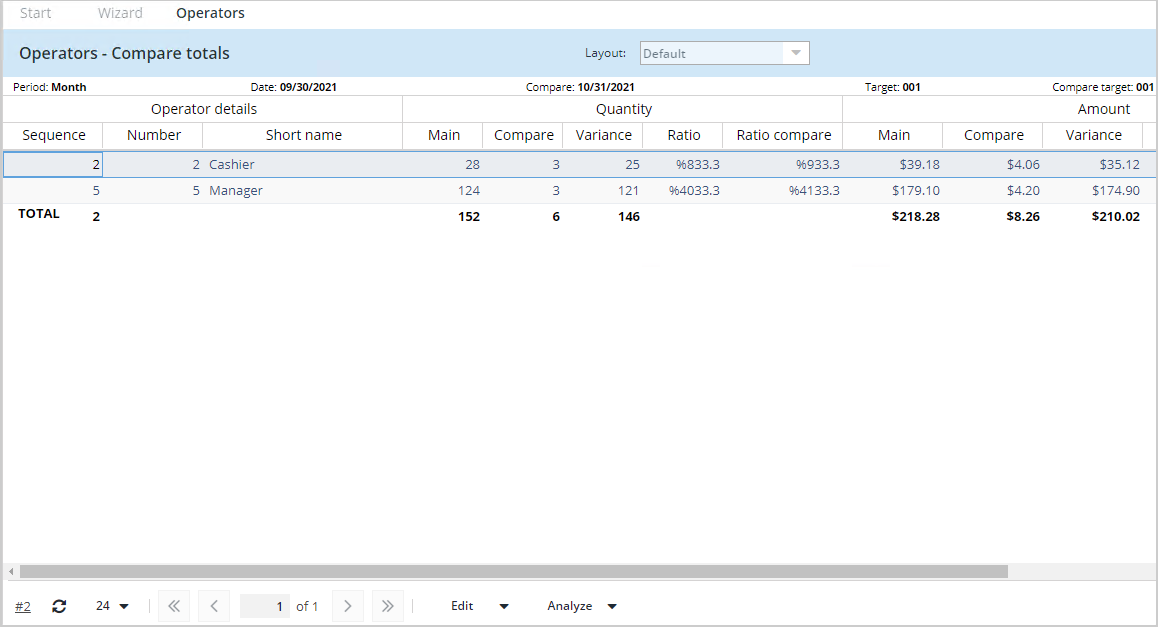 Start Wizard Operators
Operators - Compare totals Layout: Default
Period: Month Date: 09/30/2021 Compare: 10/31/2021 Target: 001 Compare target: 001
Operator details Quantity Amount
Sequence Number Short name Main Compare Variance Ratio Ratio compare Main Compare Variance
2 2 Cashier 28 3 25 %833.3 %933.3 $39.18 $4.06 $35.12
5 5 Manager 124 3 121 %4033.3 %4133.3 $179.10 $4.20 $174.90
TOTAL 2 152 6 146 $218.28 $8.26 $210.02
#2 24 1 of 1 Edit Analyze